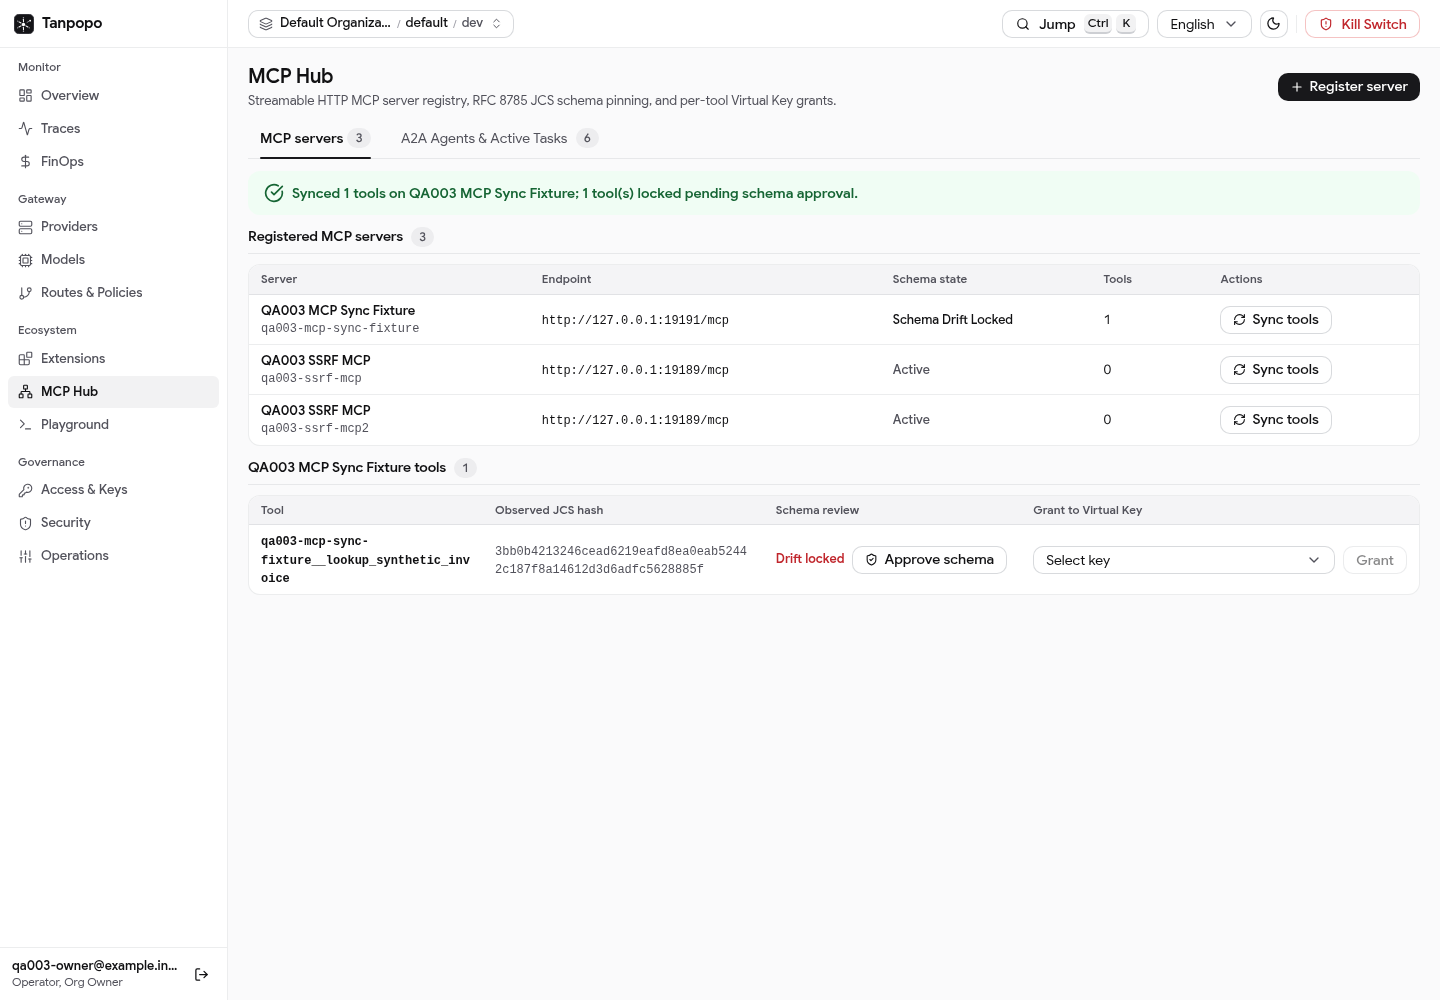 Tanpopo
Default Organiza... / default / dev
Jump Ctrl K
English
Kill Switch
Monitor
Overview
Traces
FinOps
Gateway
Providers
Models
Routes & Policies
Ecosystem
Extensions
MCP Hub
Playground
Governance
Access & Keys
Security
Operations
qa003-owner@example.in...
Operator, Org Owner
MCP Hub
Streamable HTTP MCP server registry, RFC 8785 JCS schema pinning, and per-tool Virtual Key grants.
Register server
MCP servers 3
A2A Agents & Active Tasks 6
Synced 1 tools on QA003 MCP Sync Fixture; 1 tool(s) locked pending schema approval.
Registered MCP servers 3
Server Endpoint Schema state Tools Actions
QA003 MCP Sync Fixture
qa003-mcp-sync-fixture
http://127.0.0.1:19191/mcp
Schema Drift Locked
1
Sync tools
QA003 SSRF MCP
qa003-ssrf-mcp
http://127.0.0.1:19189/mcp
Active
0
Sync tools
QA003 SSRF MCP
qa003-ssrf-mcp2
http://127.0.0.1:19189/mcp
Active
0
Sync tools
QA003 MCP Sync Fixture tools 1
Tool Observed JCS hash Schema review Grant to Virtual Key
qa003-mcp-sync-
fixture__lookup_synthetic_inv
oice
3bb0b4213246cead6219eafd8ea0eab5244
2c187f8a14612d3d6adfc5628885f
Drift locked
Approve schema
Select key
Grant